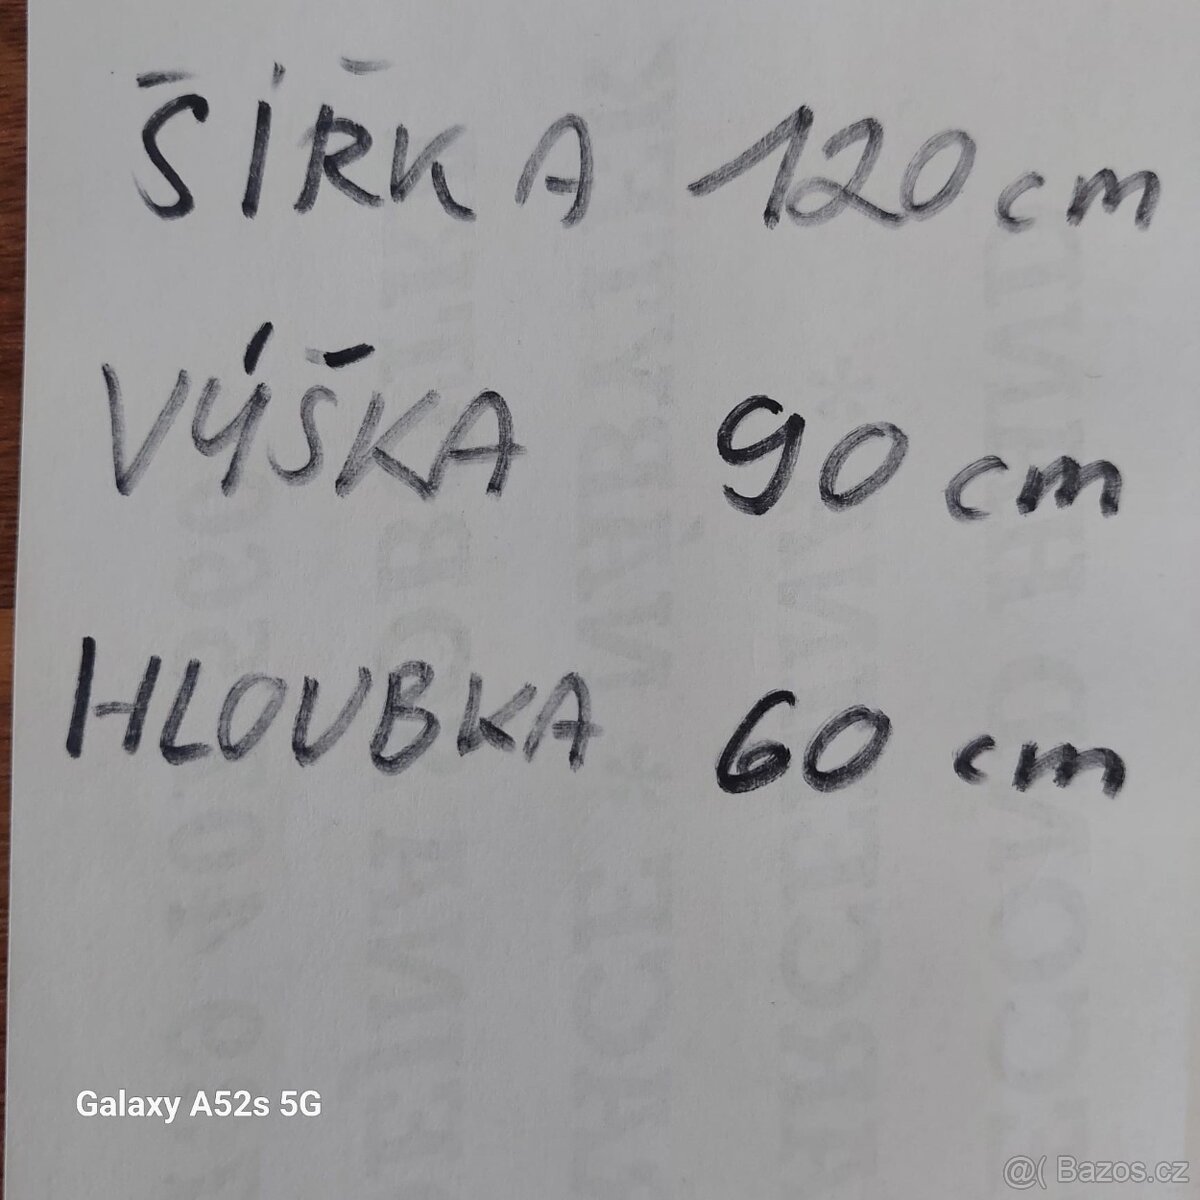 ŠÍŘKA 120 cm
VÝŠKA 90 cm
HLOUBKA 60 cm
Galaxy A52s 5G
@( Bazos.cz